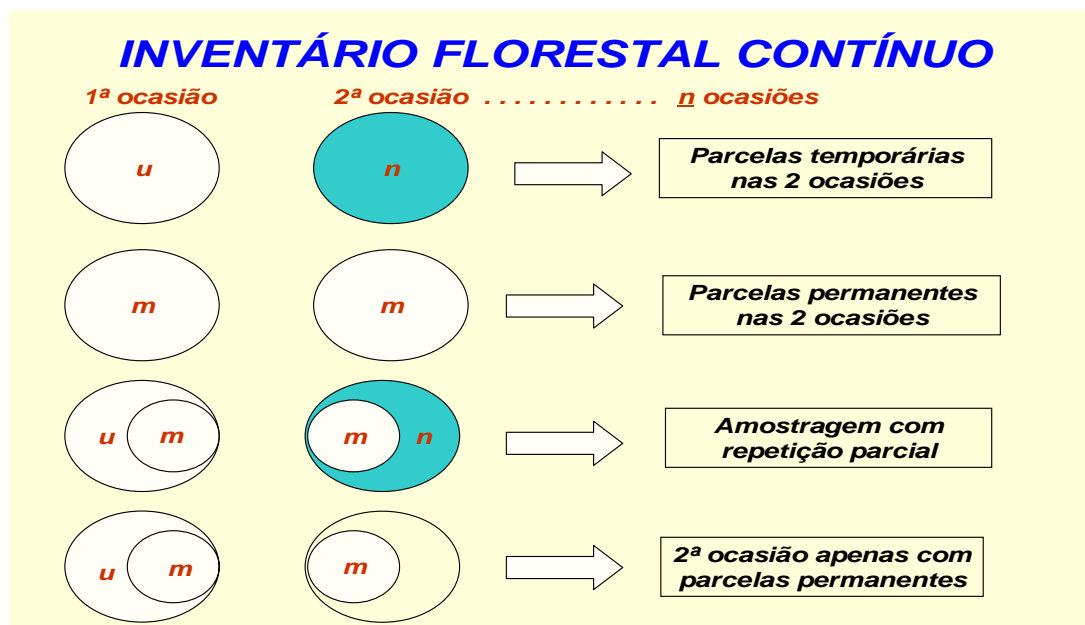 INVENTÁRIO FLORESTAL CONTÍNUO
1ª ocasião 2ª ocasião . . . . . . . . . . . . n ocasiões
u n Parcelas temporárias
nas 2 ocasiões
m m Parcelas permanentes
nas 2 ocasiões
u m m n Amostragem com
repetição parcial
u m m 2ª ocasião apenas com
parcelas permanentes